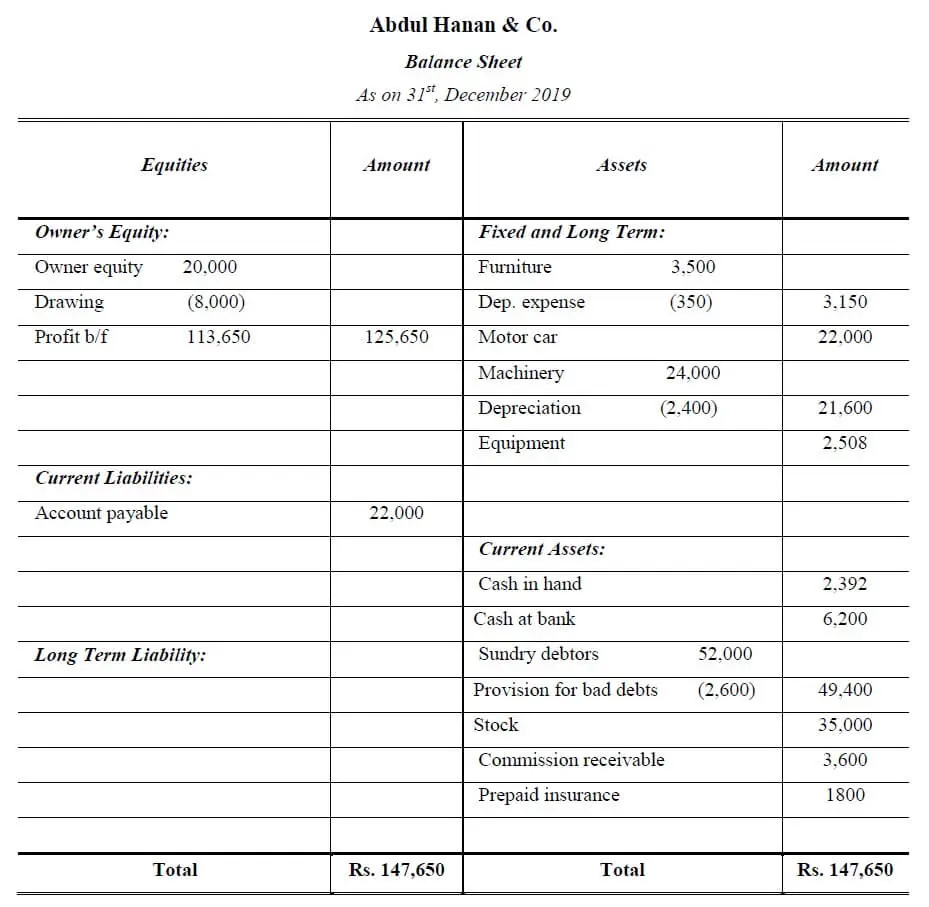 Abdul Hanan & Co.
Balance Sheet
As on 31st, December 2019
Equities Amount Assets Amount
Owner's Equity: Fixed and Long Term:
Owner equity 20,000 Furniture 3,500
Drawing (8,000) Dep. expense (350) 3,150
Profit b/f 113,650 125,650 Motor car 22,000
Machinery 24,000
Depreciation (2,400) 21,600
Equipment 2,508
Current Liabilities:
Account payable 22,000
Current Assets:
Cash in hand 2,392
Cash at bank 6,200
Long Term Liability: Sundry debtors 52,000
Provision for bad debts (2,600) 49,400
Stock 35,000
Commission receivable 3,600
Prepaid insurance 1800
Total Rs. 147,650 Total Rs. 147,650